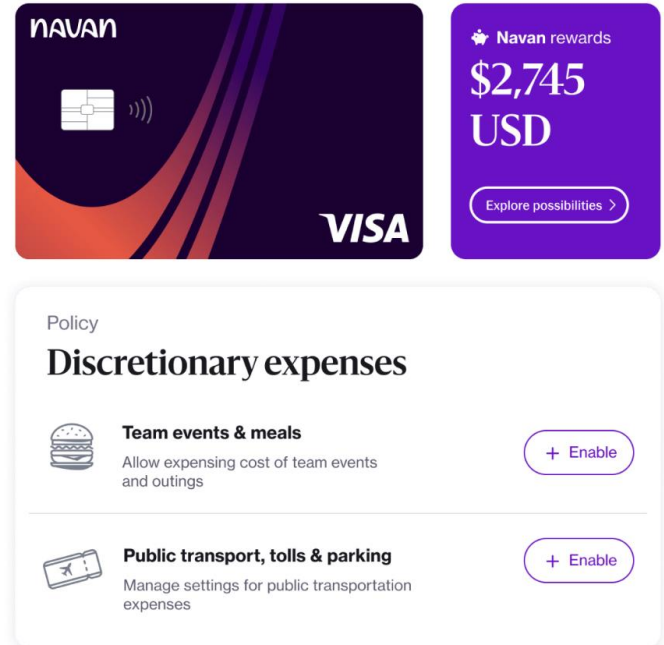 NAVAN
VISA
Navan rewards
$2,745
USD
Explore possibilities >
Policy
Discretionary expenses
Team events & meals
Allow expensing cost of team events
and outings
+ Enable
Public transport, tolls & parking
Manage settings for public transportation
expenses
+ Enable